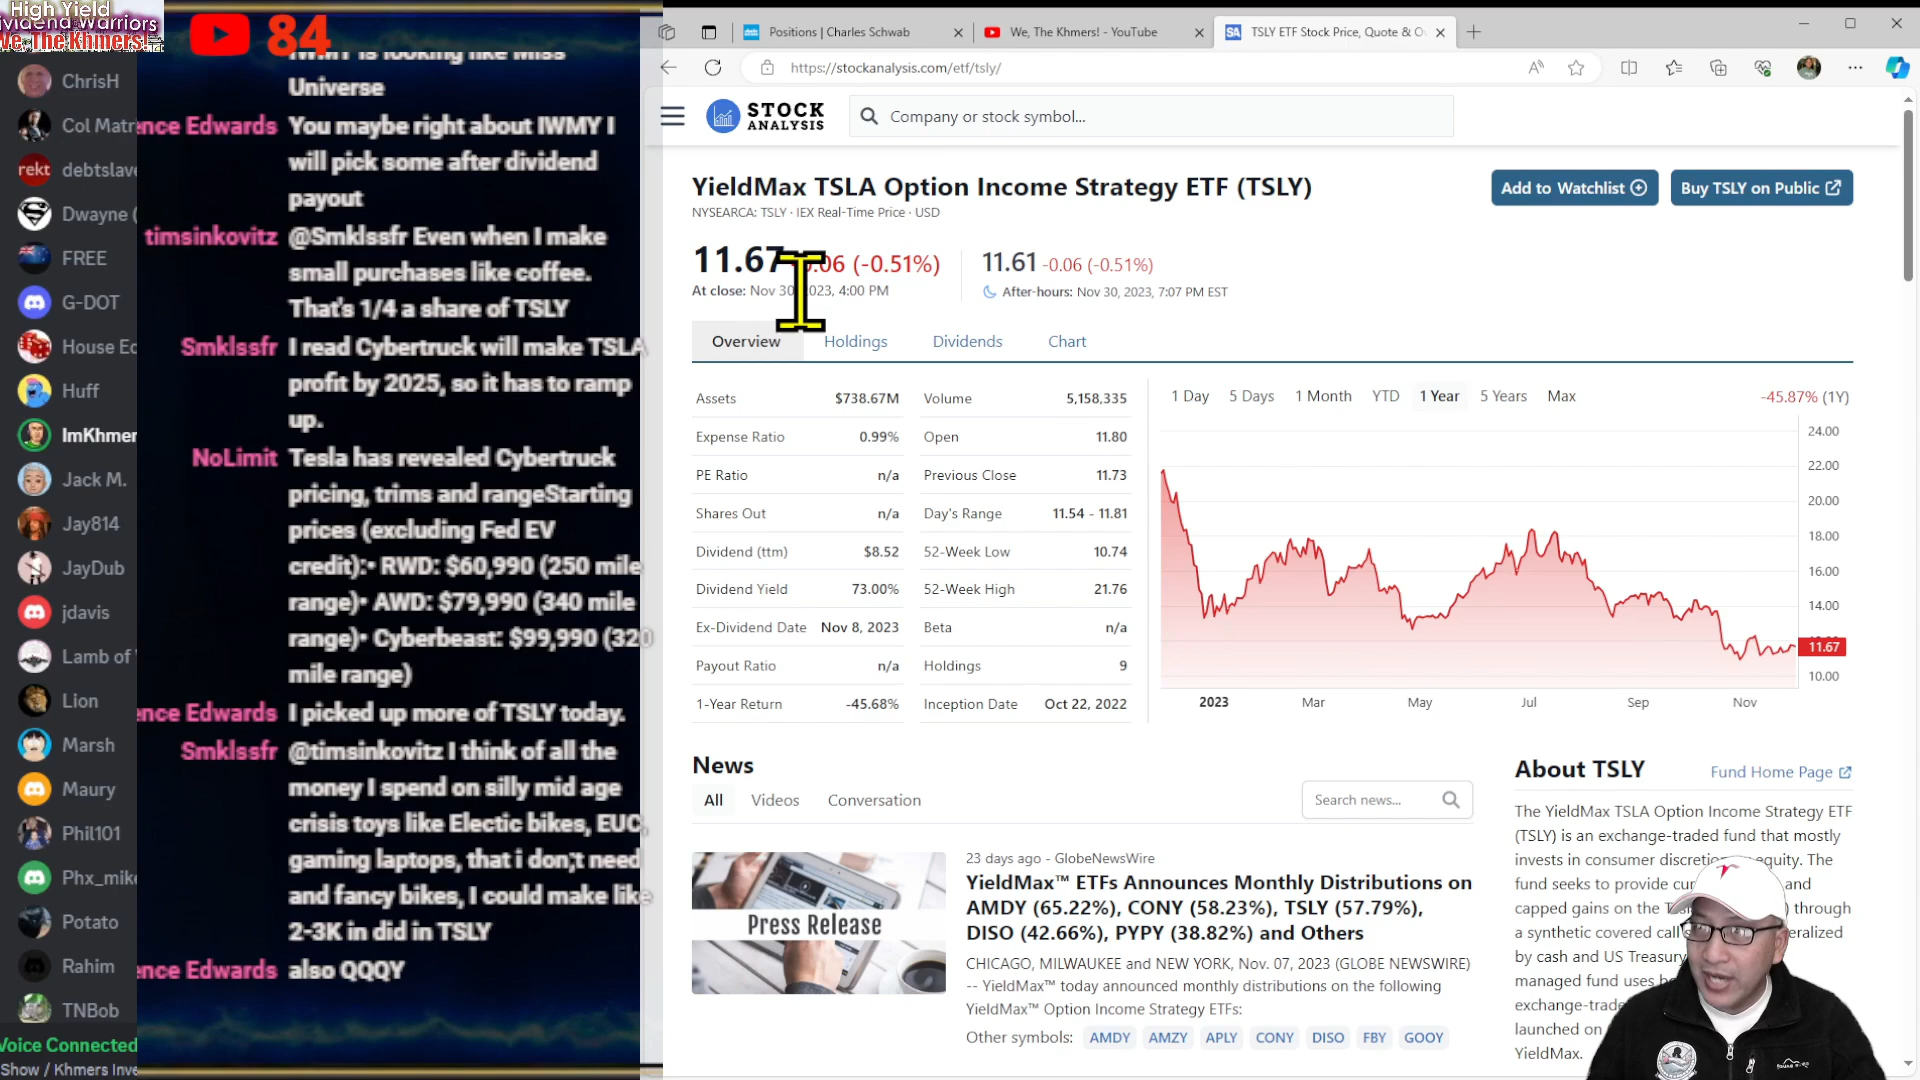 High Yield
Dividend Warriors
We, The Khmers!
84
ChrisH
Col Matr
rekt debtslave
Dwayne (
FREE
G-DOT
House Ec
Huff
ImKhmer
Jack M.
Jay814
JayDub
jdavis
Lamb of
Lion
Marsh
Maury
Phil101
Phx_mike
Potato
Rahim
TNBob
Voice Connected
Show / Khmers Inve
IWMY is looking like Miss
Universe
ence Edwards You maybe right about IWMY I
will pick some after dividend
payout
timsinkovitz @Smklssfr Even when I make
small purchases like coffee.
That's 1/4 a share of TSLY
Smklssfr I read Cybertruck will make TSLA
profit by 2025, so it has to ramp
up.
NoLimit Tesla has revealed Cybertruck
pricing, trims and rangeStarting
prices (excluding Fed EV
credit):• RWD: $60,990 (250 mile
range)• AWD: $79,990 (340 mile
range)• Cyberbeast: $99,990 (320
mile range)
ence Edwards I picked up more of TSLY today.
Smklssfr @timsinkovitz I think of all the
money I spend on silly mid age
crisis toys like Electic bikes, EUC,
gaming laptops, that i don;t need
and fancy bikes, I could make like
2-3K in did in TSLY
ence Edwards also QQQY
Positions | Charles Schwab
We, The Khmers! - YouTube
SA TSLY ETF Stock Price, Quote & Ov
https://stockanalysis.com/etf/tsly/
STOCK
ANALYSIS
Company or stock symbol...
YieldMax TSLA Option Income Strategy ETF (TSLY)
NYSEARCA: TSLY · IEX Real-Time Price · USD
Add to Watchlist
Buy TSLY on Public
11.67 .06 (-0.51%)
At close: Nov 30 2023, 4:00 PM
11.61 -0.06 (-0.51%)
After-hours: Nov 30, 2023, 7:07 PM EST
Overview Holdings Dividends Chart
Assets $738.67M
Expense Ratio 0.99%
PE Ratio n/a
Shares Out n/a
Dividend (ttm) $8.52
Dividend Yield 73.00%
Ex-Dividend Date Nov 8, 2023
Payout Ratio n/a
1-Year Return -45.68%
Volume 5,158,335
Open 11.80
Previous Close 11.73
Day's Range 11.54 - 11.81
52-Week Low 10.74
52-Week High 21.76
Beta n/a
Holdings 9
Inception Date Oct 22, 2022
1 Day 5 Days 1 Month YTD 1 Year 5 Years Max
-45.87% (1Y)
24.00
22.00
20.00
18.00
16.00
14.00
11.67
10.00
2023 Mar May Jul Sep Nov
News
All Videos Conversation
Search news...
Press Release
23 days ago - GlobeNewsWire
YieldMax™ ETFs Announces Monthly Distributions on
AMDY (65.22%), CONY (58.23%), TSLY (57.79%),
DISO (42.66%), PYPY (38.82%) and Others
CHICAGO, MILWAUKEE and NEW YORK, Nov. 07, 2023 (GLOBE NEWSWIRE)
-- YieldMax™ today announced monthly distributions on the following
YieldMax™ Option Income Strategy ETFs:
Other symbols: AMDY AMZY APLY CONY DISO FBY GOOY
About TSLY
Fund Home Page
The YieldMax TSLA Option Income Strategy ETF
(TSLY) is an exchange-traded fund that mostly
invests in consumer discretio equity. The
fund seeks to provide cur and
capped gains on the T through
a synthetic covered call eralized
by cash and US Treasury
managed fund uses
exchange-trade
launched on
YieldMax.